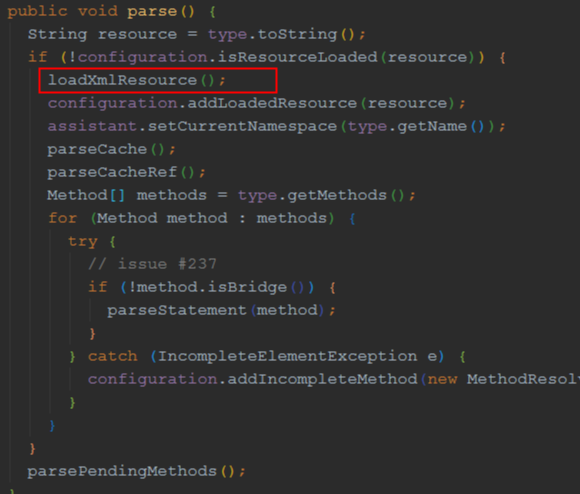 public void parse() {
String resource = type.toString();
if (!configuration.isResourceLoaded(resource)) {
loadXmlResource();
configuration.addLoadedResource(resource);
assistant.setCurrentNamespace(type.getName());
parseCache();
parseCacheRef();
Method[] methods = type.getMethods();
for (Method method : methods) {
try {
// issue #237
if (!method.isBridge()) {
parseStatement(method);
}
} catch (IncompleteElementException e) {
configuration.addIncompleteMethod(new MethodResolv
}
}
}
parsePendingMethods();
}